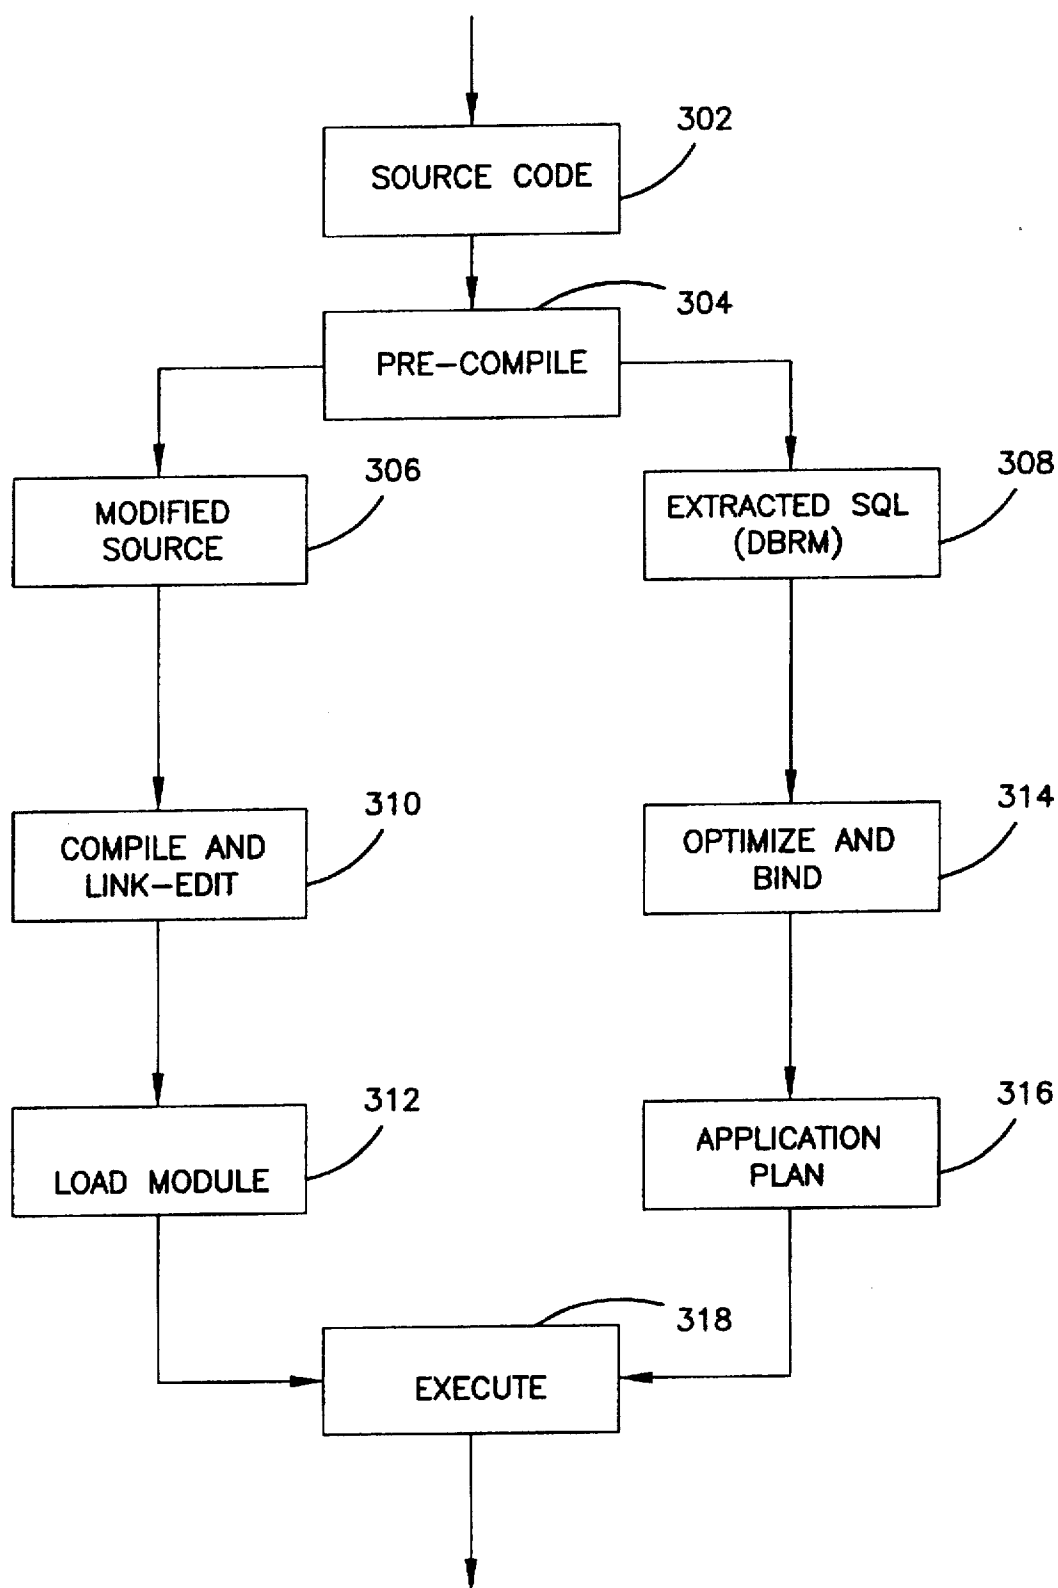 302
SOURCE CODE
304
PRE-COMPILE
306
MODIFIED
SOURCE
308
EXTRACTED SQL
(DBRM)
310
COMPILE AND
LINK-EDIT
314
OPTIMIZE AND
BIND
312
LOAD MODULE
316
APPLICATION
PLAN
318
EXECUTE